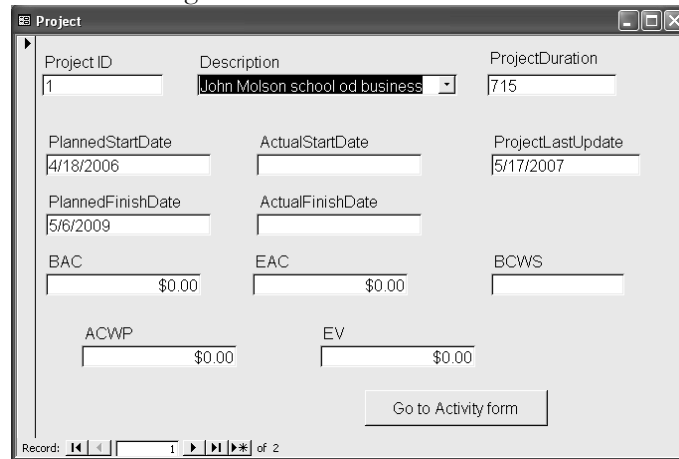 Project
Project ID Description ProjectDuration
1 John Molson school od business 715
PlannedStartDate ActualStartDate ProjectLastUpdate
4/18/2006 5/17/2007
PlannedFinishDate ActualFinishDate
5/6/2009
BAC EAC BCWS
$0.00 $0.00
ACWP EV
$0.00 $0.00
Go to Activity form
Record: 1 of 2